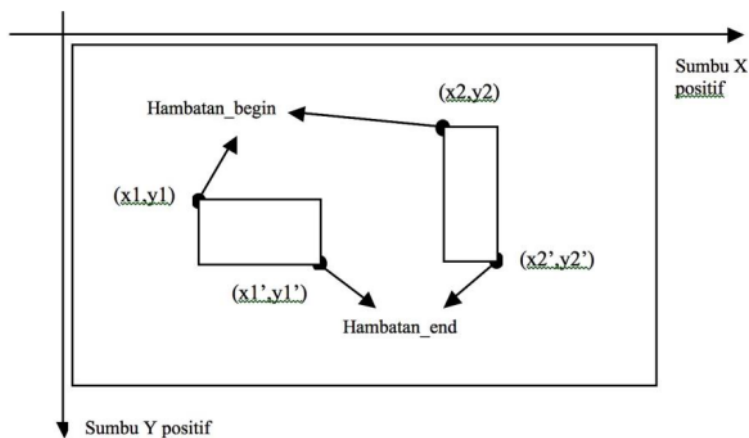 Sumbu X
positif
(x2,y2)
Hambatan_begin
(x1,y1)
(x2’,y2’)
(x1’,y1’)
Hambatan_end
Sumbu Y positif